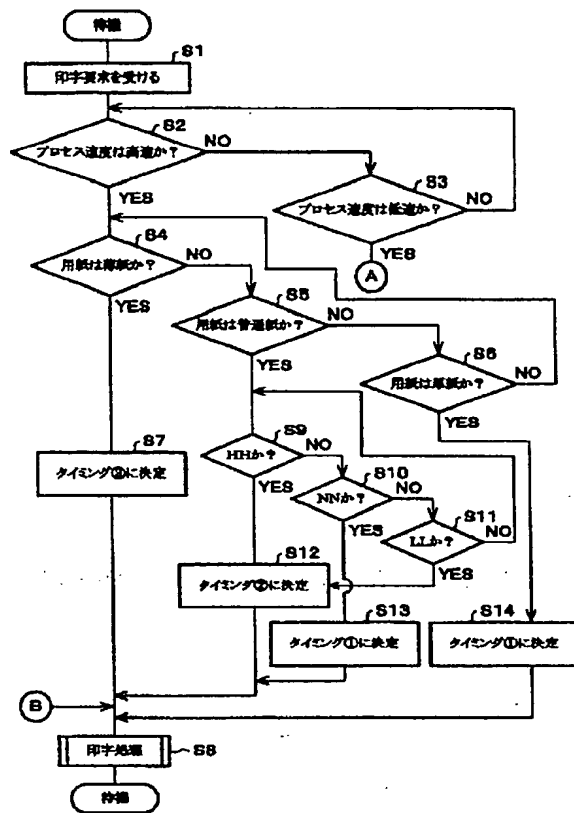 待機
S1
印字要求を受ける
S2
プロセス速度は高速か？
NO
YES
S3
プロセス速度は低速か？
NO
YES
A
S4
用紙は薄紙か？
NO
YES
S5
用紙は普通紙か？
NO
YES
S6
用紙は厚紙か？
NO
YES
S7
タイミング③に決定
S9
HHか？
NO
YES
S10
NNか？
NO
YES
S11
LLか？
NO
YES
S12
タイミング②に決定
S13
タイミング①に決定
S14
タイミング①に決定
B
印字処理
S8
待機